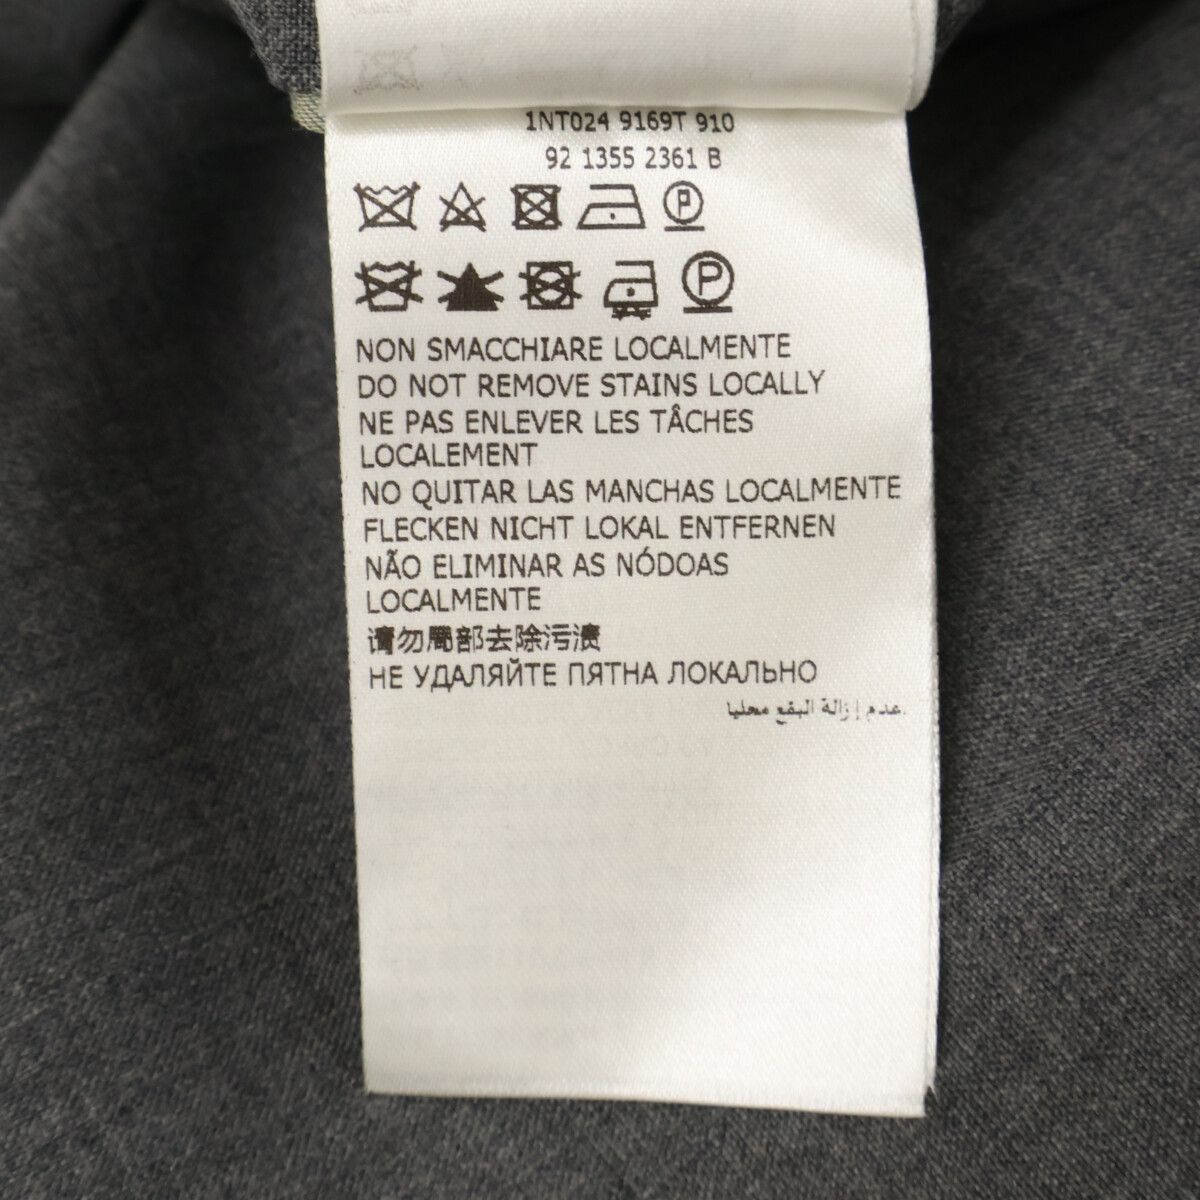 1NT024 9169T 910
92 1355 2361 B
P
P
NON SMACCHIARE LOCALMENTE
DO NOT REMOVE STAINS LOCALLY
NE PAS ENLEVER LES TÂCHES
LOCALEMENT
NO QUITAR LAS MANCHAS LOCALMENTE
FLECKEN NICHT LOKAL ENTFERNEN
NÃO ELIMINAR AS NÓDOAS
LOCALMENTE
请勿局部去除污渍
НЕ УДАЛЯЙТЕ ПЯТНА ЛОКАЛЬНО
عدم إزالة البقع محليا.